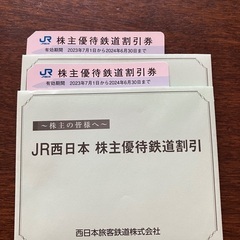 JR 株主優待鉄道割引券
有効期間 2023年7月1日から2024年6月30日まで
JR 株主優待鉄道割引券
有効期間 2023年7月1日から2024年6月30日まで
～株主の皆様へ～
JR西日本 株主優待鉄道割引
西日本旅客鉄道株式会社